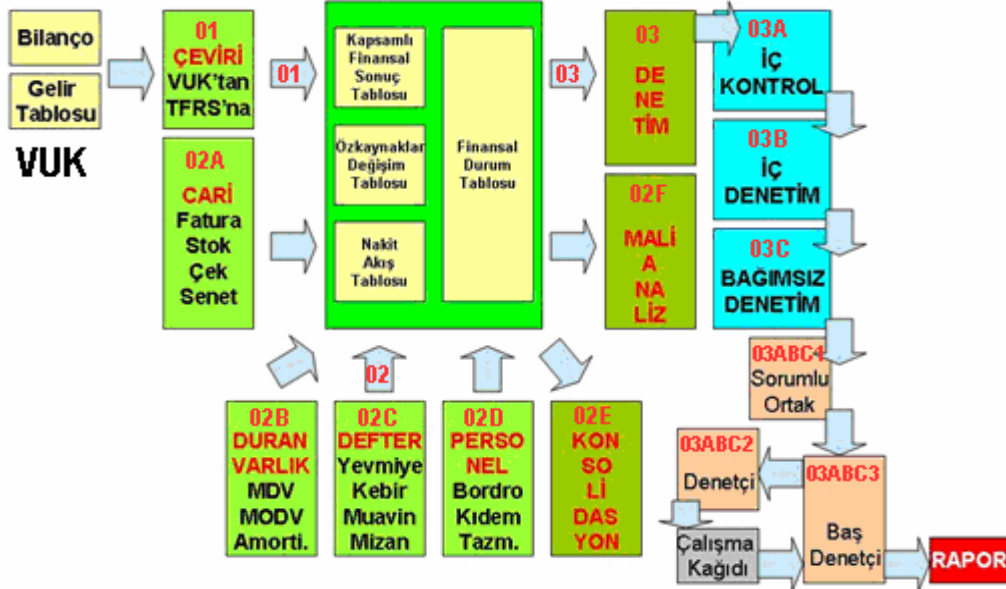 Bilanço
Gelir
Tablosu
VUK
01
ÇEVİRİ
VUK'tan
TFRS'na
02A
CARİ
Fatura
Stok
Çek
Senet
01
Kapsamlı
Finansal
Sonuç
Tablosu
Özkaynaklar
Değişim
Tablosu
Nakit
Akış
Tablosu
Finansal
Durum
Tablosu
03
03
DE
NE
TİM
02F
MALİ
A
NA
LİZ
03A
İÇ
KONTROL
03B
İÇ
DENETİM
03C
BAĞIMSIZ
DENETİM
02
02B
DURAN
VARLIK
MDV
MODV
Amorti.
02C
DEFTER
Yevmiye
Kebir
Muavin
Mizan
02D
PERSO
NEL
Bordro
Kıdem
Tazm.
02E
KON
SO
Lİ
DAS
YON
03ABC1
Sorumlu
Ortak
03ABC2
Denetçi
Çalışma
Kağıdı
03ABC3
Baş
Denetçi
RAPOR